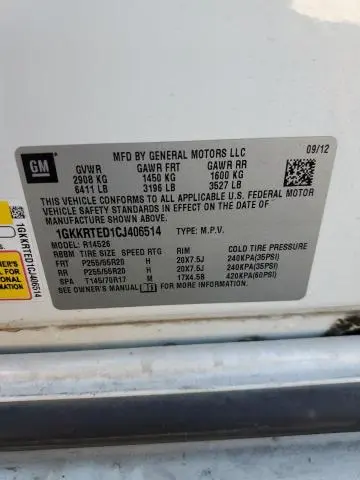 GM
MFD BY GENERAL MOTORS LLC
09/12
GVWR GAWR FRT GAWR RR
2908 KG 1450 KG 1600 KG
6411 LB 3196 LB 3527 LB
THIS VEHICLE CONFORMS TO ALL APPLICABLE U.S. FEDERAL MOTOR
VEHICLE SAFETY STANDARDS IN EFFECT ON THE DATE OF
MANUFACTURE SHOWN ABOVE.
1GKKRTED1CJ406514 TYPE: M.P.V.
MODEL: R14526
RBBM TIRE SIZE SPEED RTG RIM COLD TIRE PRESSURE
FRT P255/55R20 H 20X7.5J 240KPA(35PSI)
RR P255/55R20 H 20X7.5J 240KPA(35PSI)
SPA T145/70R17 M 17X4.5B 420KPA(60PSI)
SEE OWNER'S MANUAL FOR MORE INFORMATION.
1GKKRTED1CJ406514